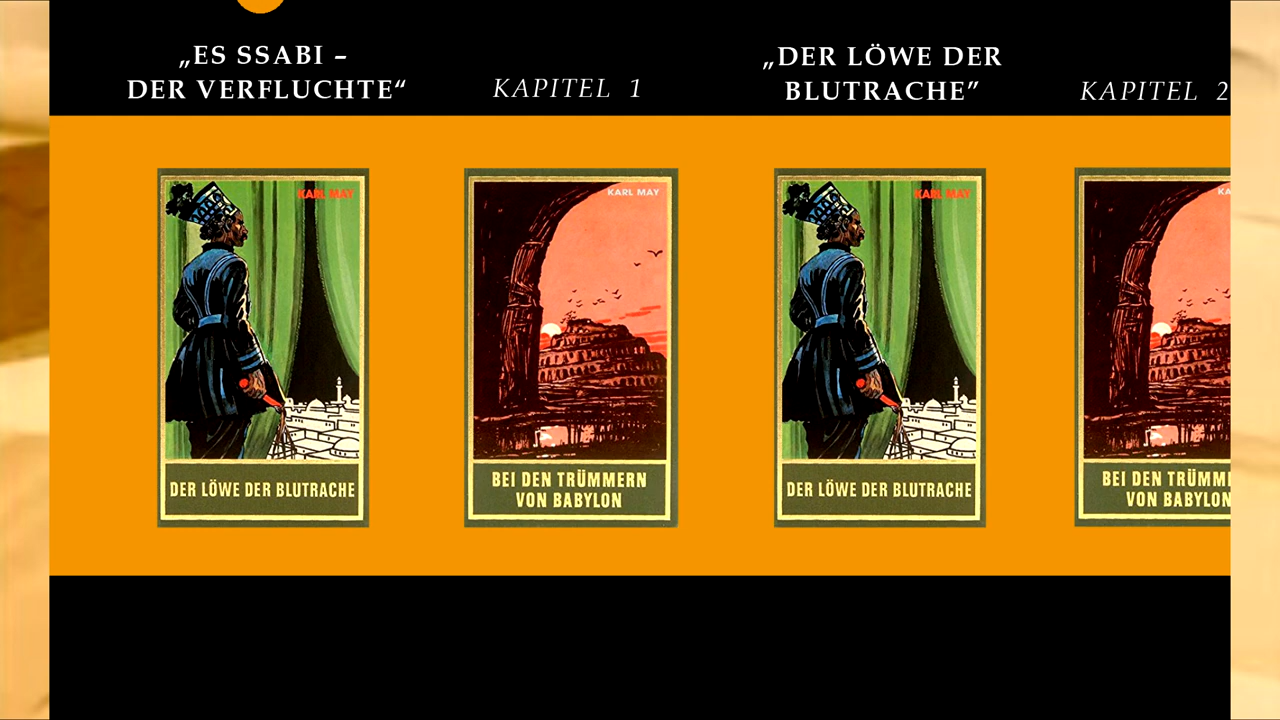 „ES SSABI –
DER VERFLUCHTE“
KAPITEL 1
„DER LÖWE DER
BLUTRACHE”
KAPITEL 2
KARL MAY
DER LÖWE DER BLUTRACHE
KARL MAY
BEI DEN TRÜMMERN
VON BABYLON
KARL MAY
DER LÖWE DER BLUTRACHE
BEI DEN
VON BABYLON